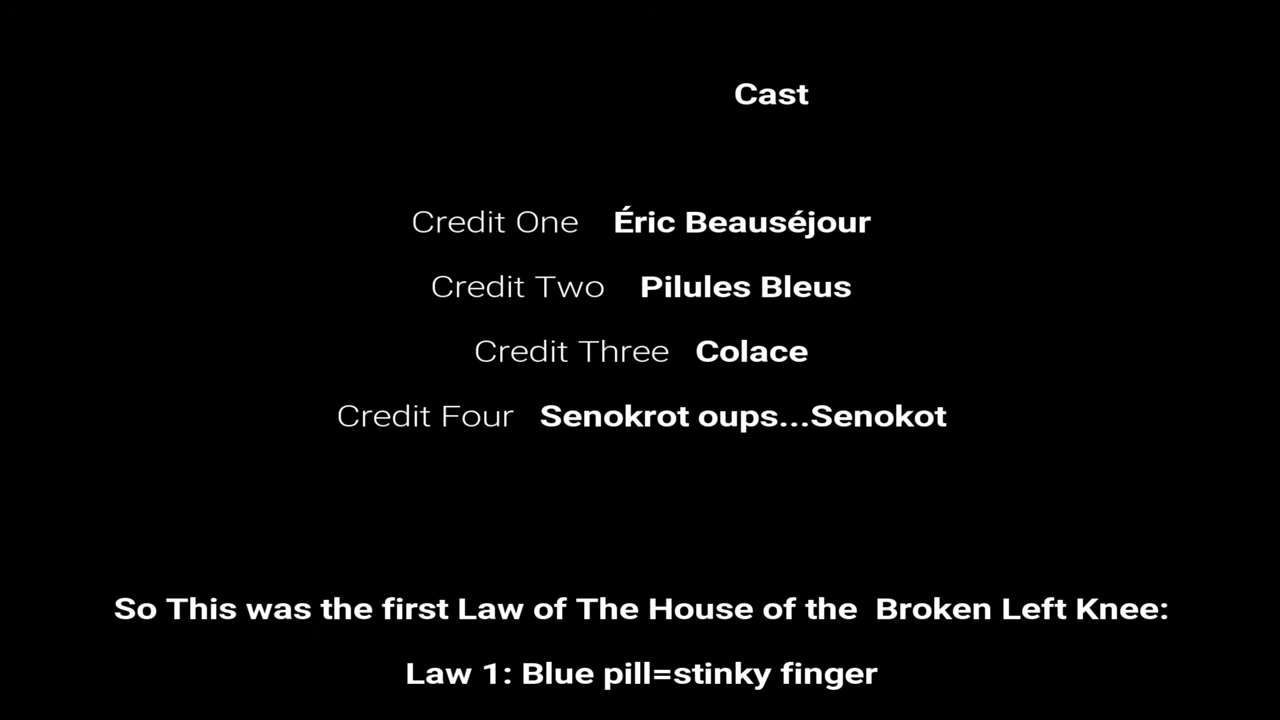 Cast
Credit One Éric Beauséjour
Credit Two Pilules Bleus
Credit Three Colace
Credit Four Senokrot oups...Senokot
So This was the first Law of The House of the Broken Left Knee:
Law 1: Blue pill=stinky finger